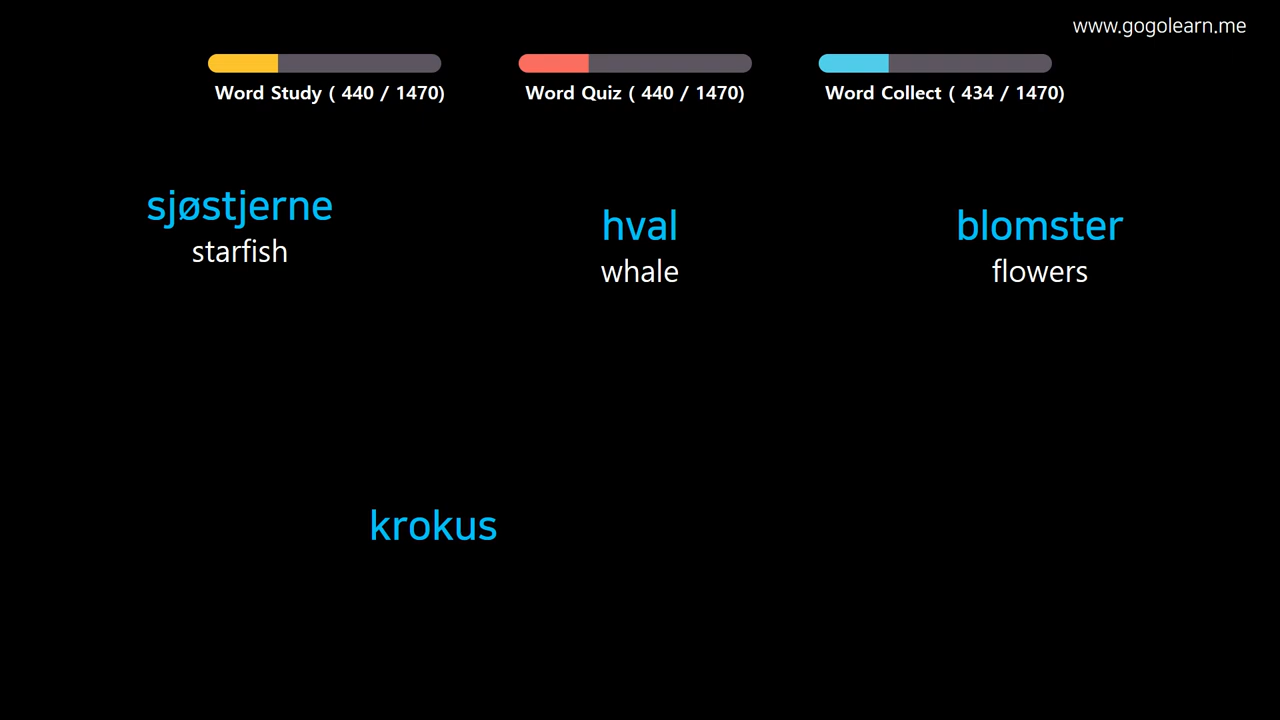 www.gogolearn.me
Word Study ( 440 / 1470)
Word Quiz ( 440 / 1470)
Word Collect ( 434 / 1470)
sjøstjerne
starfish
hval
whale
blomster
flowers
krokus